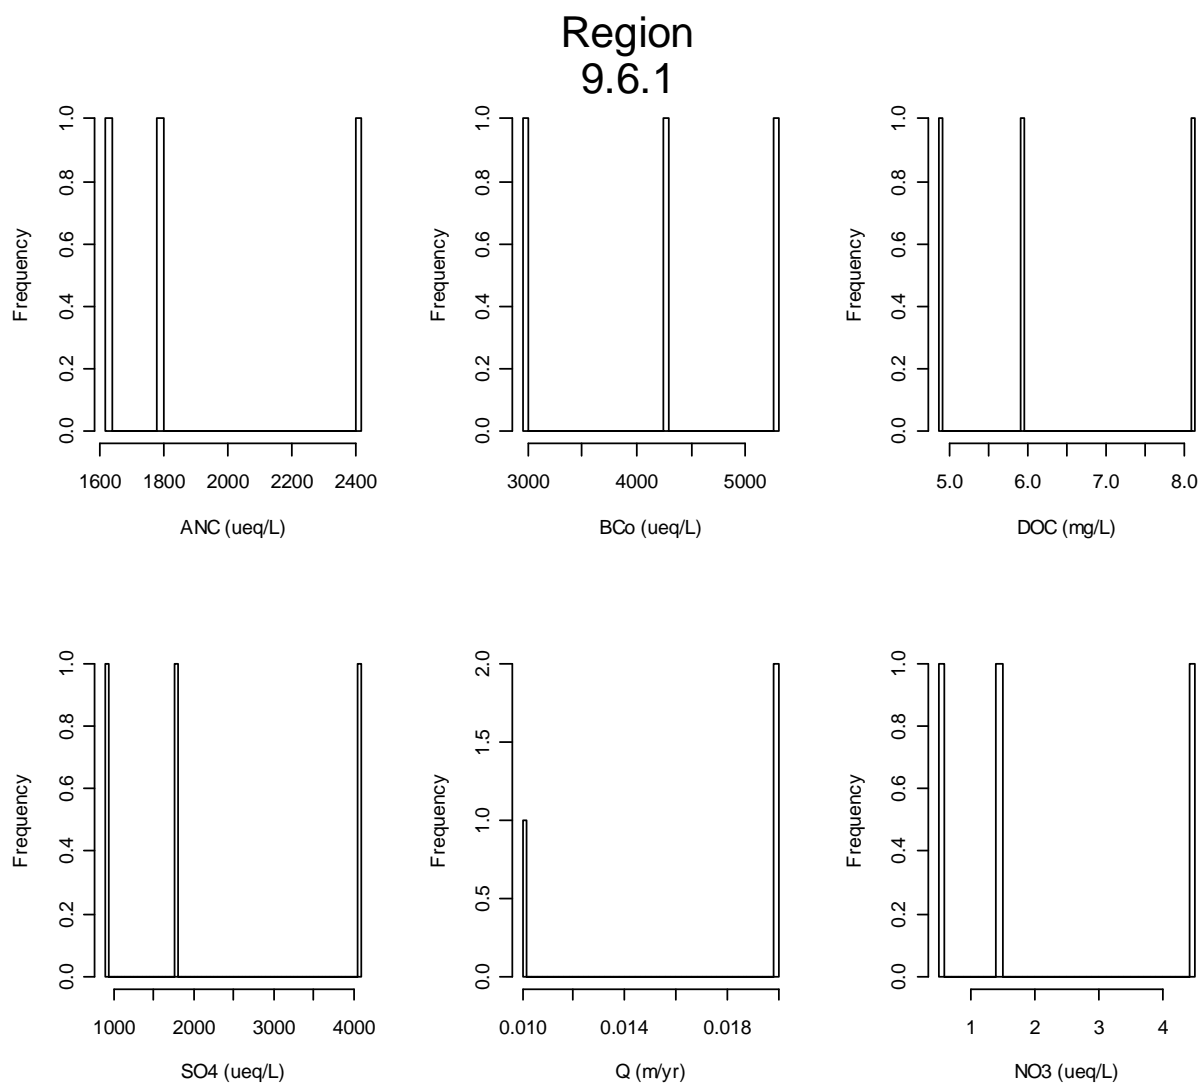 Region
9.6.1
Frequency
0.0 0.2 0.4 0.6 0.8 1.0
1600 1800 2000 2200 2400
ANC (ueq/L)
Frequency
0.0 0.2 0.4 0.6 0.8 1.0
3000 4000 5000
BCo (ueq/L)
Frequency
0.0 0.2 0.4 0.6 0.8 1.0
5.0 6.0 7.0 8.0
DOC (mg/L)
Frequency
0.0 0.2 0.4 0.6 0.8 1.0
1000 2000 3000 4000
SO4 (ueq/L)
Frequency
0.0 0.5 1.0 1.5 2.0
0.010 0.014 0.018
Q (m/yr)
Frequency
0.0 0.2 0.4 0.6 0.8 1.0
1 2 3 4
NO3 (ueq/L)